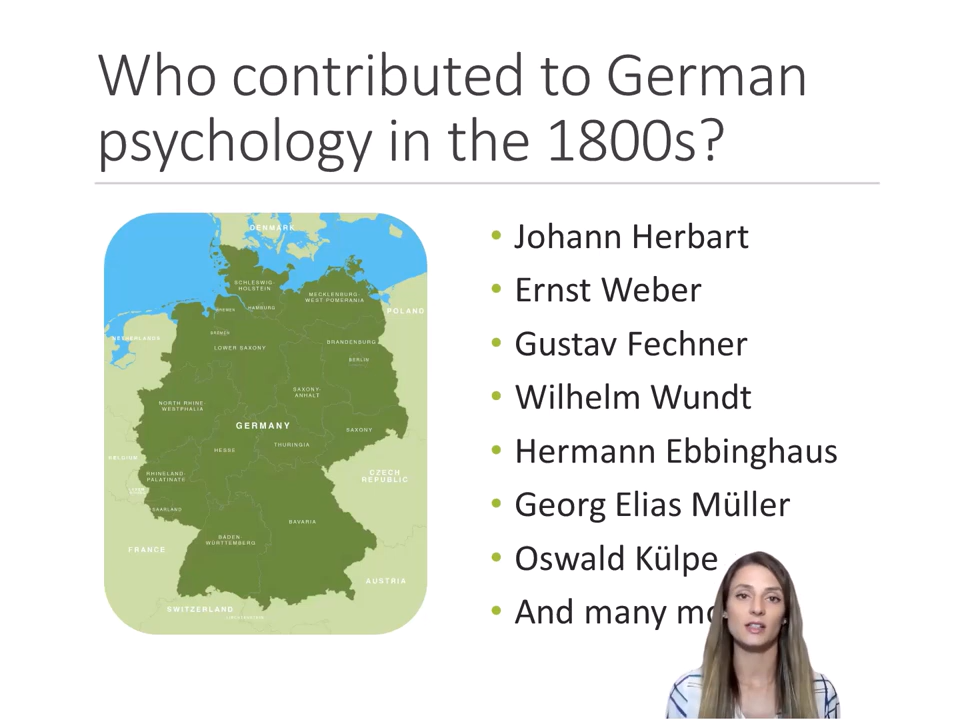 Who contributed to German
psychology in the 1800s?
• Johann Herbart
• Ernst Weber
• Gustav Fechner
• Wilhelm Wundt
• Hermann Ebbinghaus
• Georg Elias Müller
• Oswald Külpe
• And many
DENMARK
SCHLESWIG-
HOLSTEIN
MECKLENBURG-
WEST POMERANIA
HAMBURG
POLAND
BREMEN
NETHERLANDS
LOWER SAXONY
BRANDENBURG
BERLIN
SAXONY-
ANHALT
NORTH RHINE-
WESTPHALIA
GERMANY
SAXONY
THURINGIA
HESSE
BELGIUM
RHINELAND-
PALATINATE
CZECH
REPUBLIC
SAARLAND
BAVARIA
BADEN-
WÜRTTEMBERG
FRANCE
AUSTRIA
SWITZERLAND